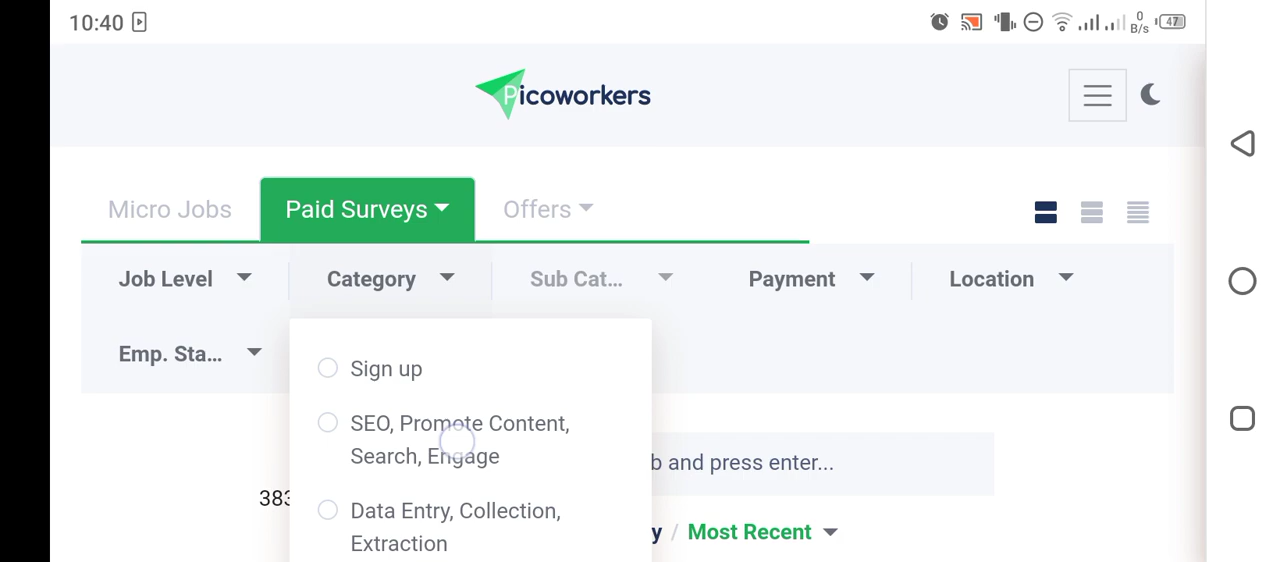 10:40
0
B/s
47
Picoworkers
Micro Jobs
Paid Surveys
Offers
Job Level
Category
Sub Cat...
Payment
Location
Emp. Sta...
Sign up
SEO, Promote Content,
Search, Engage
b and press enter...
383
Data Entry, Collection,
Extraction
y / Most Recent